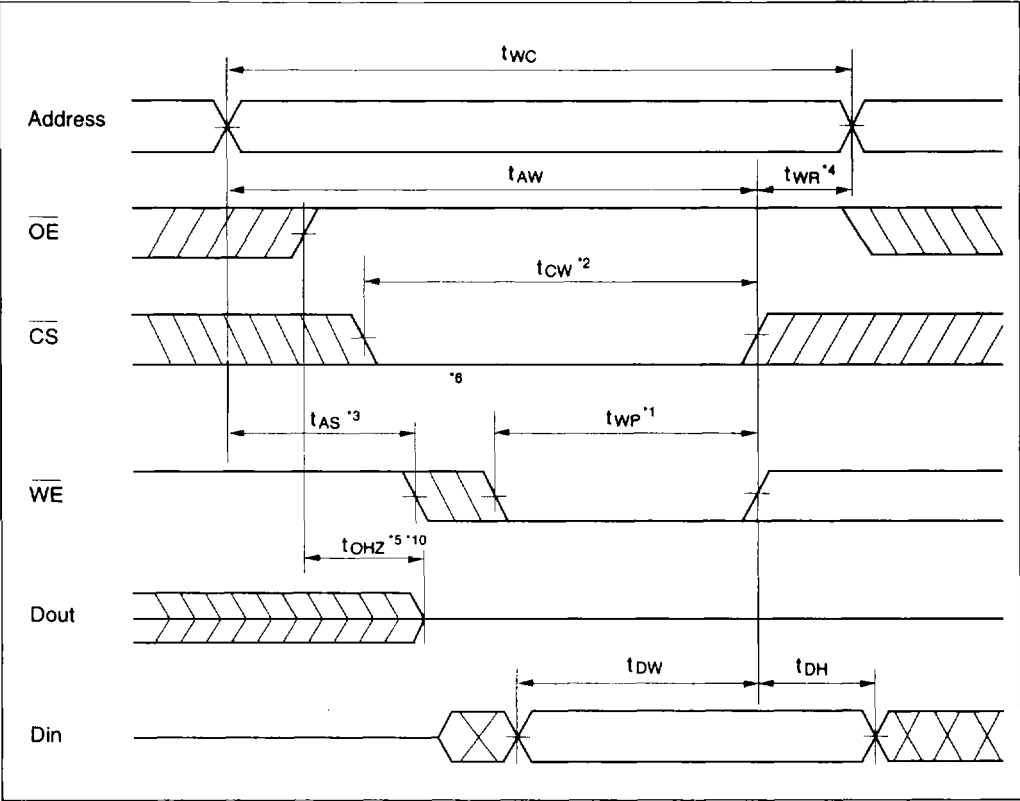 tWC
Address
tAW
tWR*4
OE
tCW*2
CS
*6
tAS*3
tWP*1
WE
tOHZ*5 *10
Dout
tDW
tDH
Din